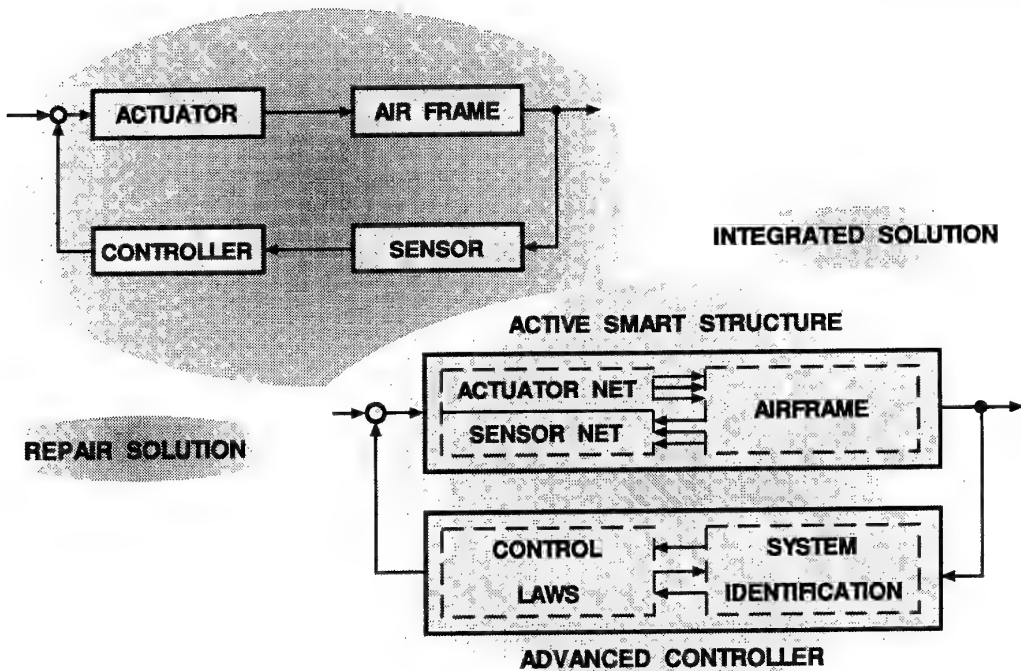 ACTUATOR
AIR FRAME
CONTROLLER
SENSOR
INTEGRATED SOLUTION
ACTIVE SMART STRUCTURE
ACTUATOR NET
SENSOR NET
AIRFRAME
REPAIR SOLUTION
CONTROL
LAWS
SYSTEM
IDENTIFICATION
ADVANCED CONTROLLER